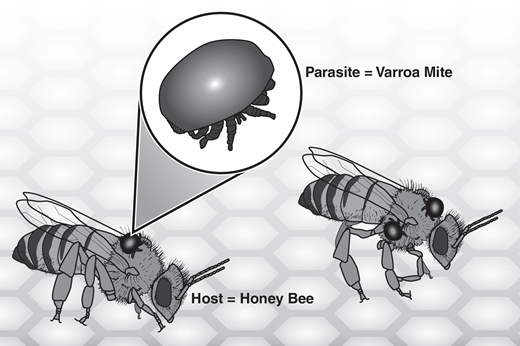 Parasite = Varroa Mite
Host = Honey Bee